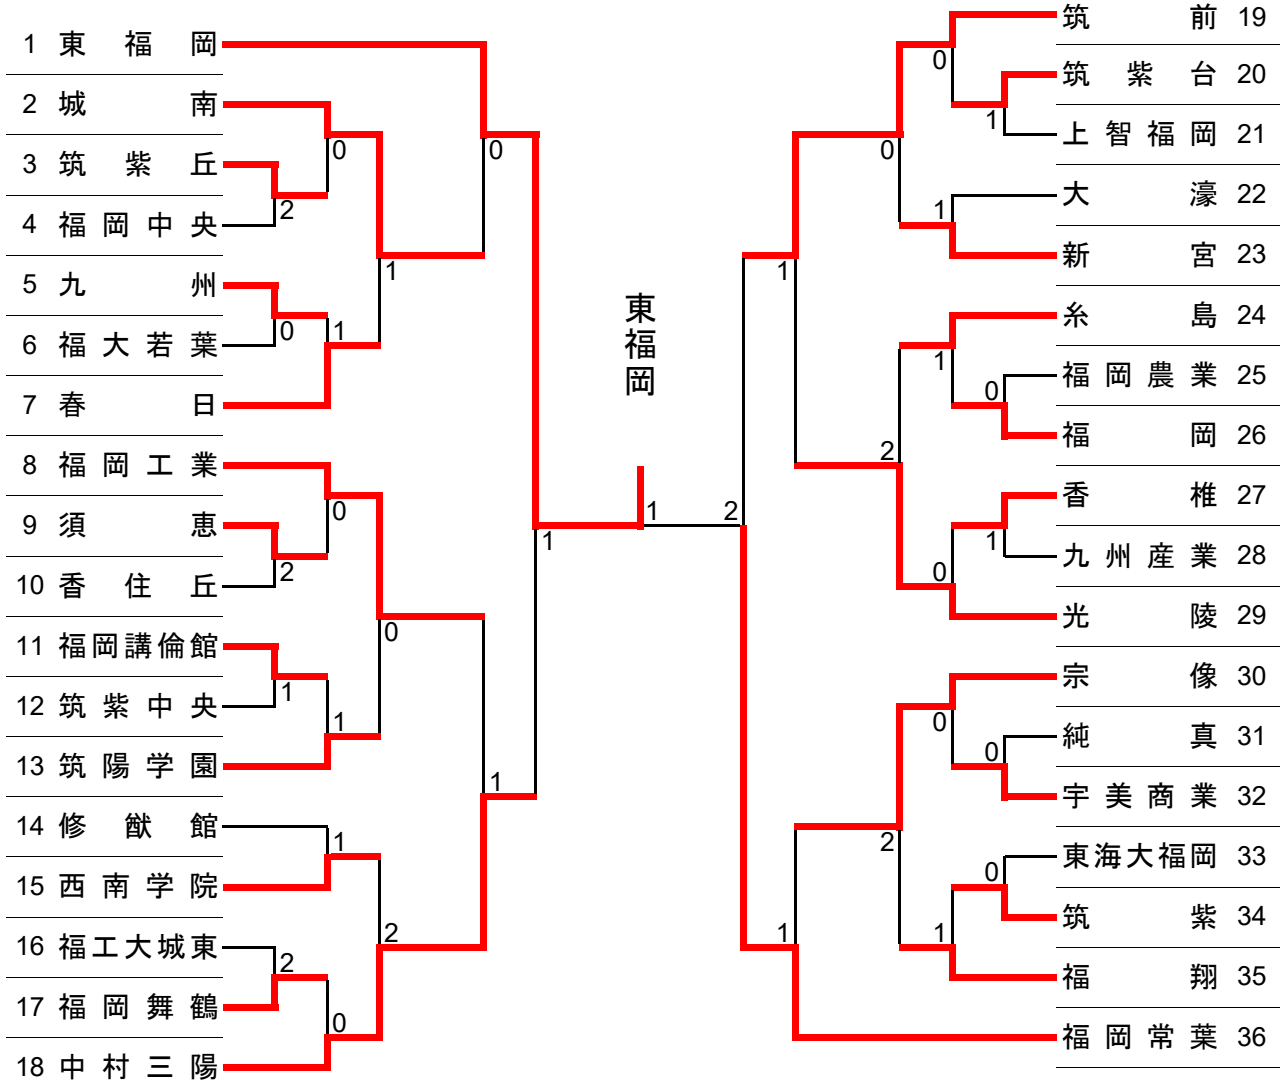 1 東福岡
2 城南
3 筑紫丘
4 福岡中央
5 九州
6 福大若葉
7 春日
8 福岡工業
9 須恵
10 香住丘
11 福岡講倫館
12 筑紫中央
13 筑陽学園
14 修猷館
15 西南学院
16 福工大城東
17 福岡舞鶴
18 中村三陽
0
2
0
1
0
2
1
1
1
2
0
1
0
2
0
1
1
東福岡
1
2
1
1
0
2
2
0
1
1
0
1
0
0
1
1
0
1
0
0
筑前 19
筑紫台 20
上智福岡 21
大濠 22
新宮 23
糸島 24
福岡農業 25
福岡 26
香椎 27
九州産業 28
光陵 29
宗像 30
純真 31
宇美商業 32
東海大福岡 33
筑紫 34
福翔 35
福岡常葉 36